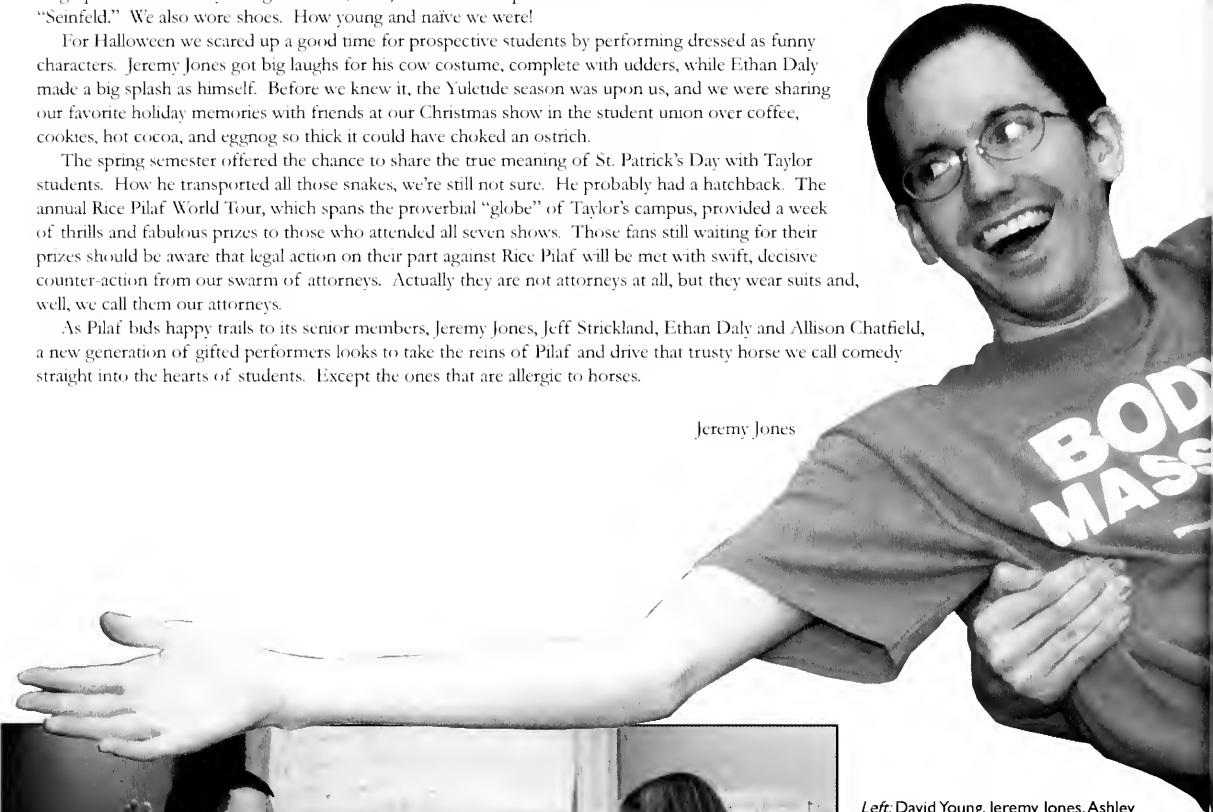 "Seinfeld." We also wore shoes. How young and naïve we were!
For Halloween we scared up a good time for prospective students by performing dressed as funny
characters. Jeremy Jones got big laughs for his cow costume, complete with udders, while Ethan Daly
made a big splash as himself. Before we knew it, the Yuletide season was upon us, and we were sharing
our favorite holiday memories with friends at our Christmas show in the student union over coffee,
cookies, hot cocoa, and eggnog so thick it could have choked an ostrich.
The spring semester offered the chance to share the true meaning of St. Patrick's Day with Taylor
students. How he transported all those snakes, we're still not sure. He probably had a hatchback. The
annual Rice Pilaf World Tour, which spans the proverbial "globe" of Taylor's campus, provided a week
of thrills and fabulous prizes to those who attended all seven shows. Those fans still waiting for their
prizes should be aware that legal action on their part against Rice Pilaf will be met with swift, decisive
counter-action from our swarm of attorneys. Actually they are not attorneys at all, but they wear suits and,
well, we call them our attorneys.
As Pilaf bids happy trails to its senior members, Jeremy Jones, Jeff Strickland, Ethan Daly and Allison Chatfield,
a new generation of gifted performers looks to take the reins of Pilaf and drive that trusty horse we call comedy
straight into the hearts of students. Except the ones that are allergic to horses.
Jeremy Jones
BODY
MASS
Left: David Young, Jeremy Jones, Ashley